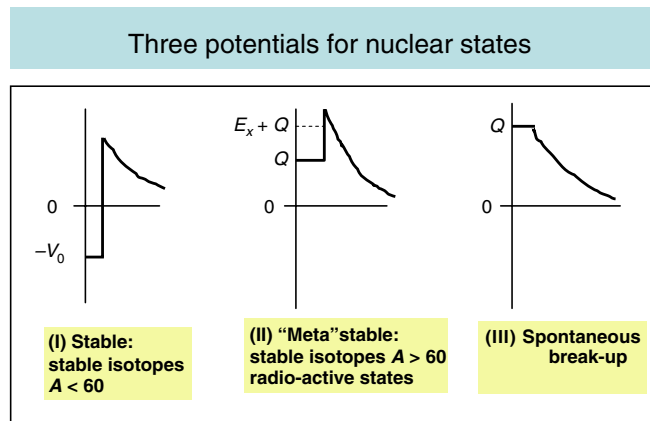 Three potentials for nuclear states
0
–V₀
(I) Stable:
stable isotopes
A < 60
Eₓ + Q
Q
0
(II) “Meta”stable:
stable isotopes A > 60
radio-active states
Q
0
(III) Spontaneous
break-up